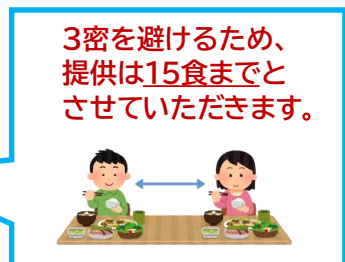 3密を避けるため、
提供は15食までと
させていただきます。